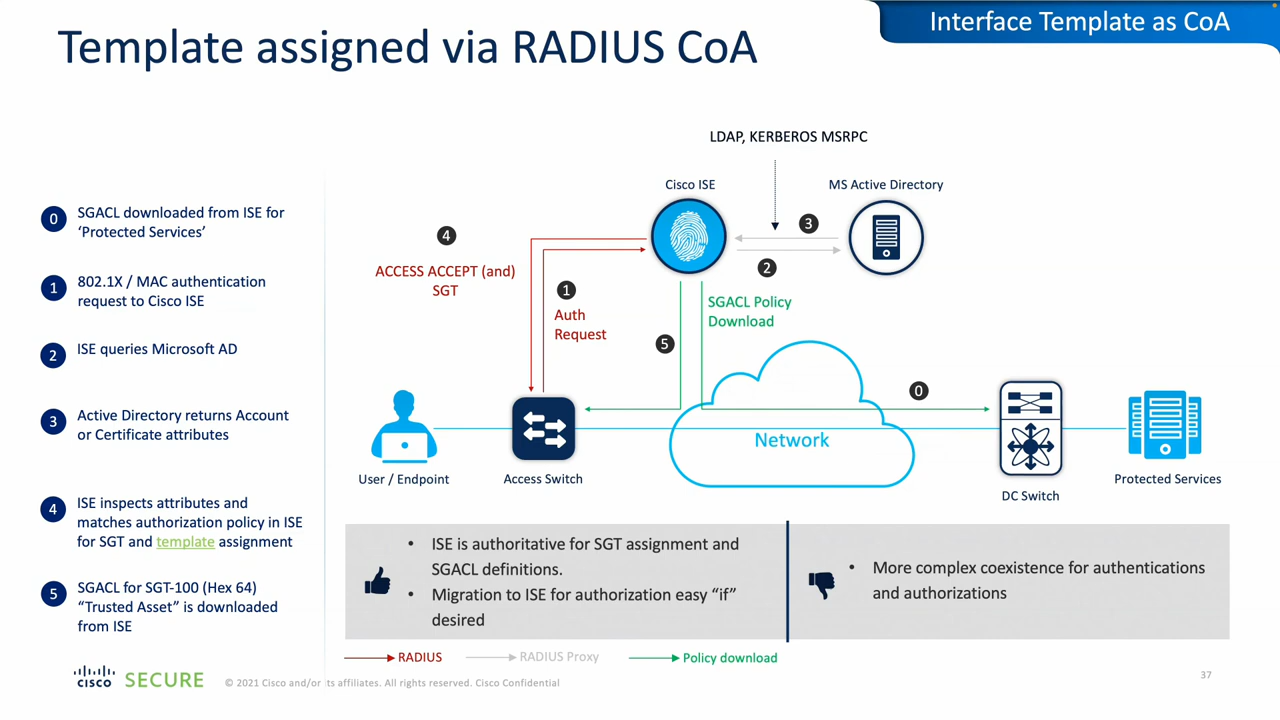 Interface Template as CoA
Template assigned via RADIUS CoA
0
SGACL downloaded from ISE for
‘Protected Services’
1
802.1X / MAC authentication
request to Cisco ISE
2
ISE queries Microsoft AD
3
Active Directory returns Account
or Certificate attributes
4
ISE inspects attributes and
matches authorization policy in ISE
for SGT and template assignment
5
SGACL for SGT-100 (Hex 64)
“Trusted Asset” is downloaded
from ISE
LDAP, KERBEROS MSRPC
Cisco ISE
MS Active Directory
3
2
4
ACCESS ACCEPT (and)
SGT
1
Auth
Request
SGACL Policy
Download
5
0
Network
User / Endpoint
Access Switch
DC Switch
Protected Services
• ISE is authoritative for SGT assignment and
SGACL definitions.
• Migration to ISE for authorization easy “if”
desired
• More complex coexistence for authentications
and authorizations
RADIUS
RADIUS Proxy
Policy download
cisco SECURE
© 2021 Cisco and/or its affiliates. All rights reserved. Cisco Confidential
37